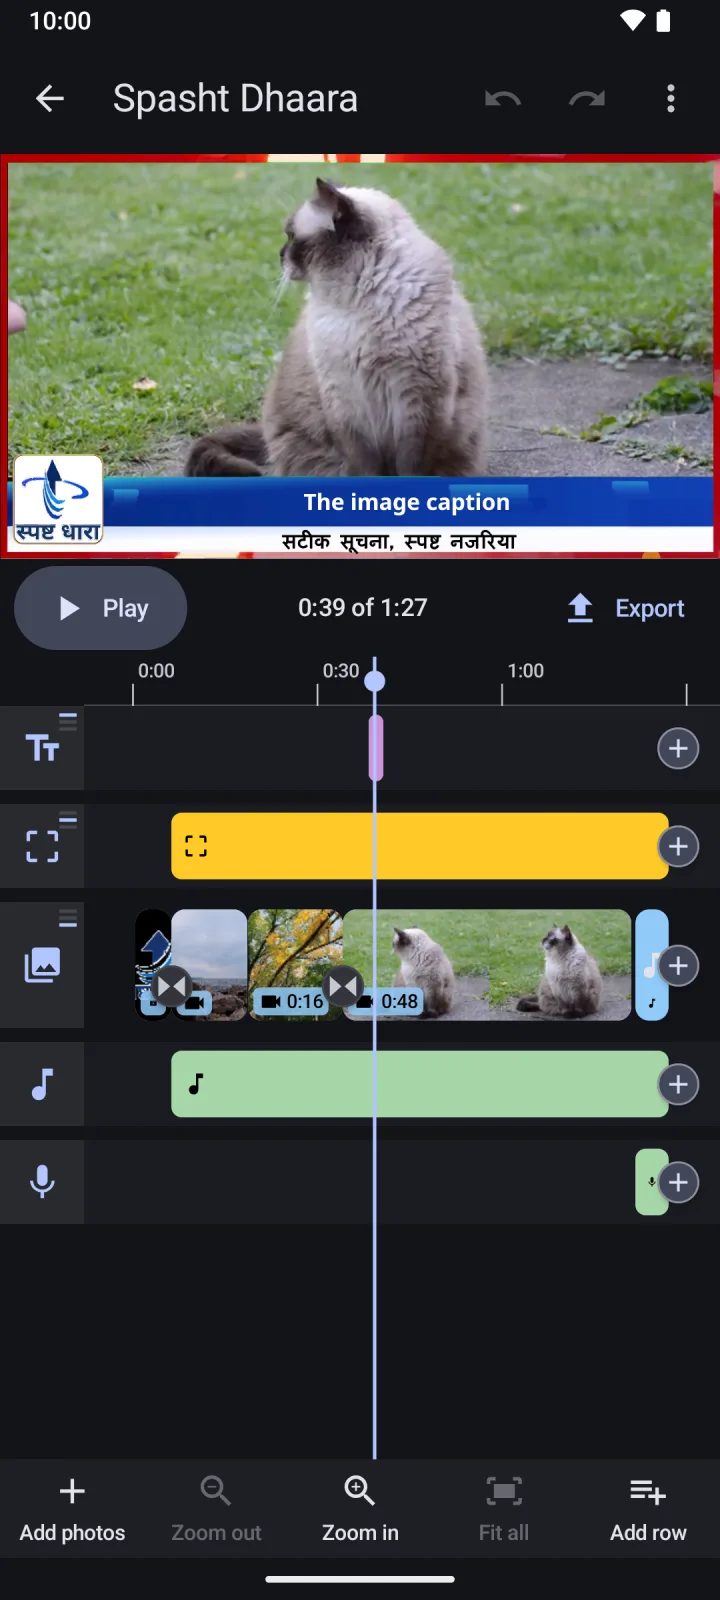 10:00
Spasht Dhaara
The image caption
स्पष्ट धारा
सटीक सूचना, स्पष्ट नजरिया
Play
0:39 of 1:27
Export
0:00
0:30
1:00
Tт
0:16
0:48
Add photos
Zoom out
Zoom in
Fit all
Add row